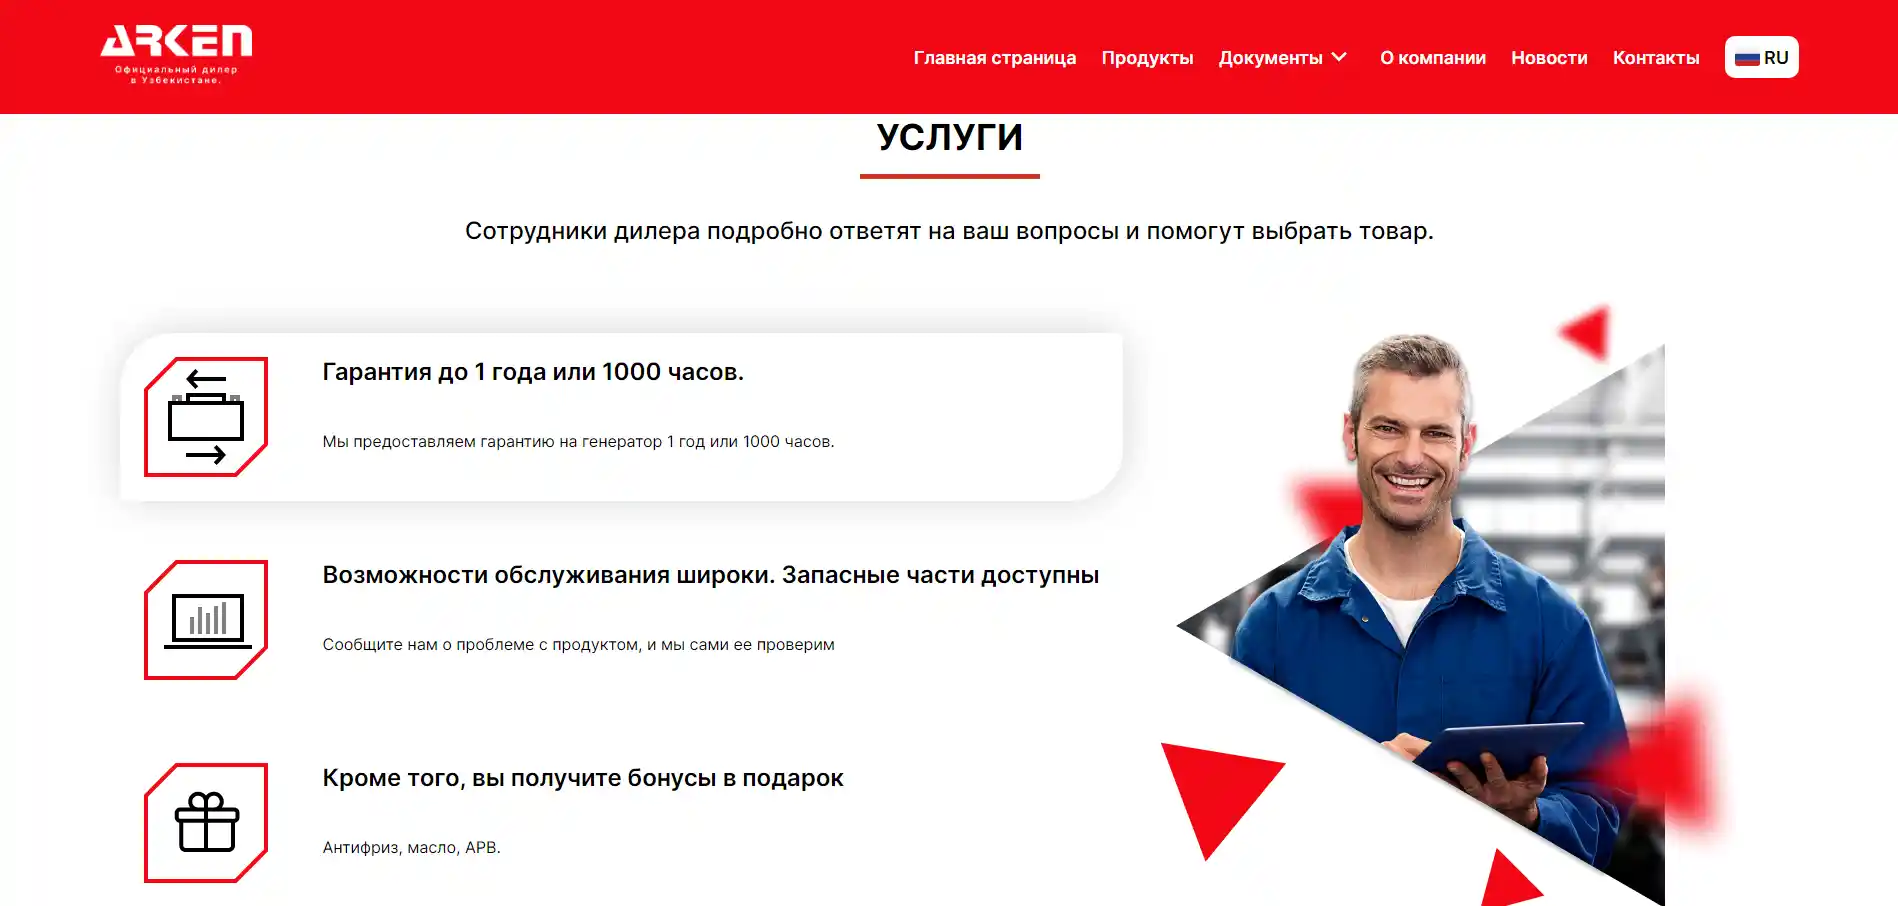 ARKEN
Официальный дилер
в Узбекистане.
Главная страница
Продукты
Документы
О компании
Новости
Контакты
RU
УСЛУГИ
Сотрудники дилера подробно ответят на ваш вопросы и помогут выбрать товар.
Гарантия до 1 года или 1000 часов.
Мы предоставляем гарантию на генератор 1 год или 1000 часов.
Возможности обслуживания широки. Запасные части доступны
Сообщите нам о проблеме с продуктом, и мы сами ее проверим
Кроме того, вы получите бонусы в подарок
Антифриз, масло, АРВ.